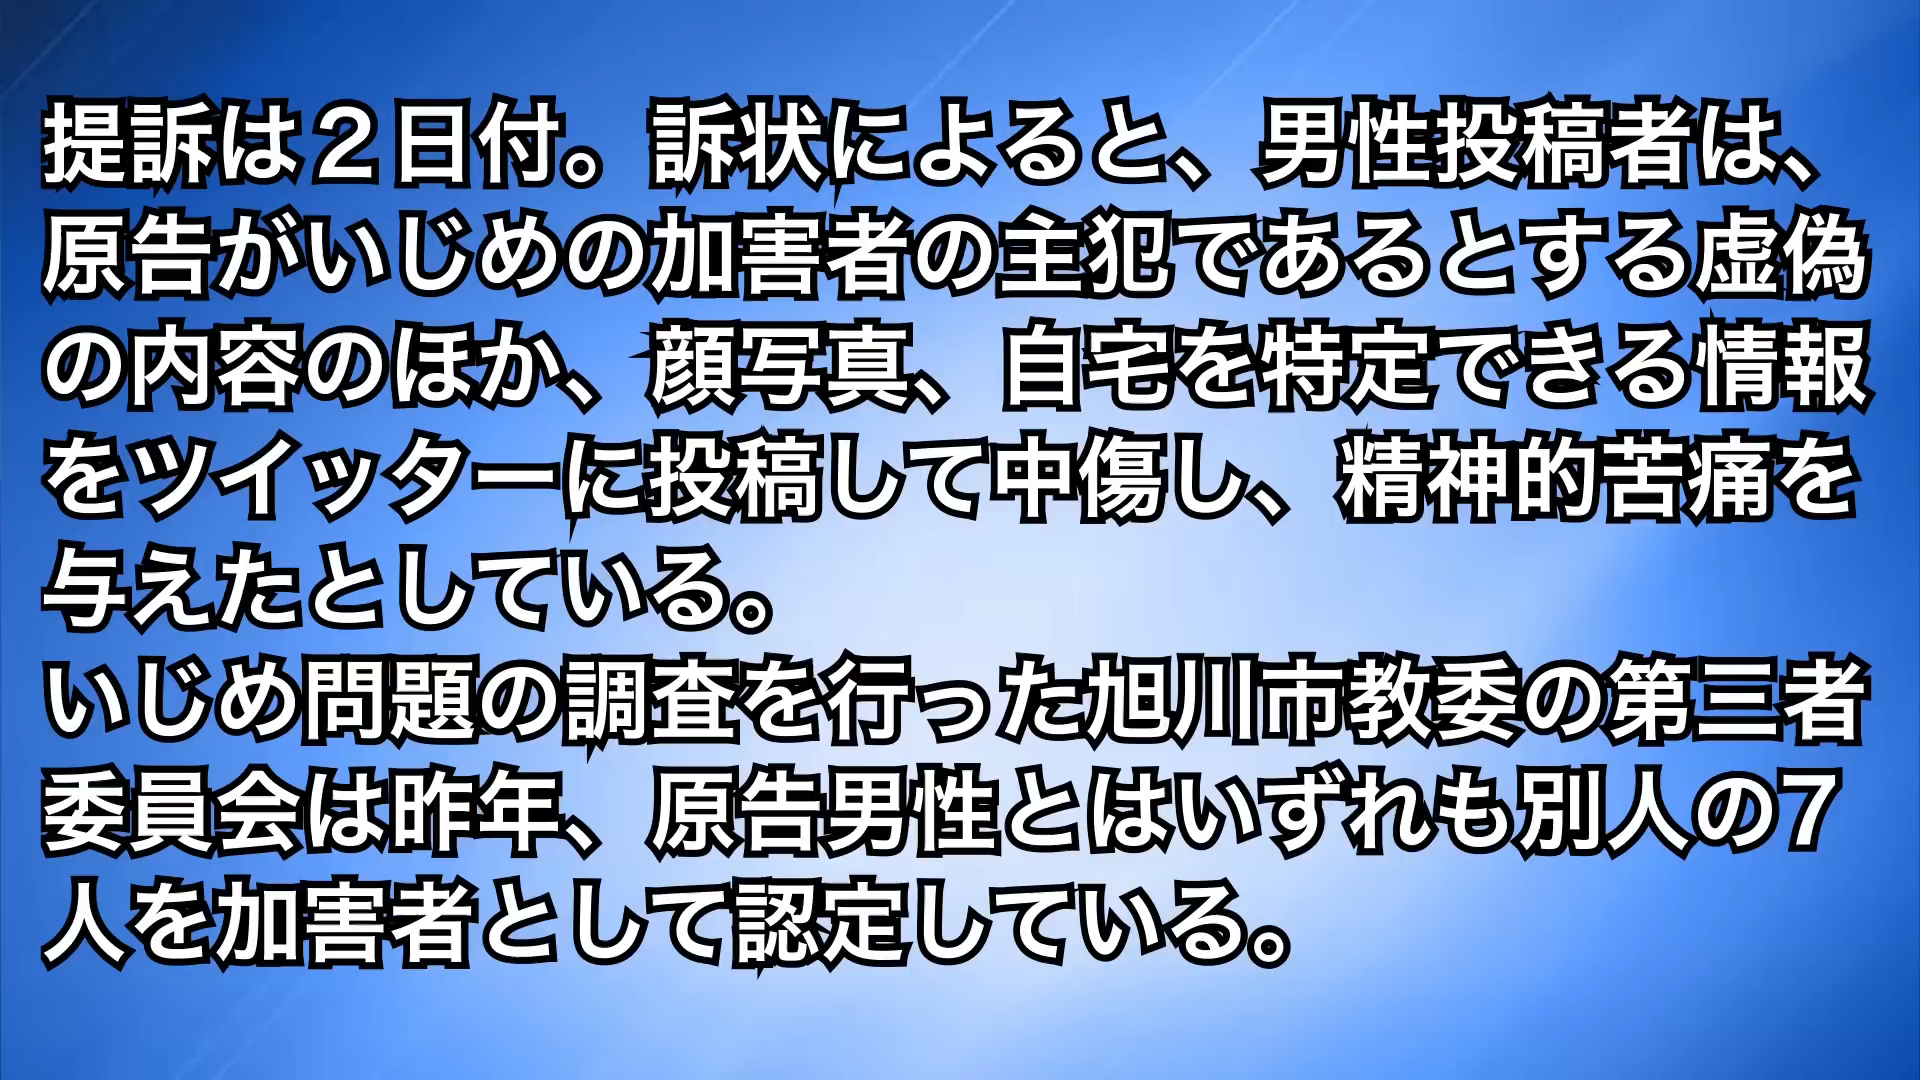 提訴は２日付。訴状によると、男性投稿者は、
原告がいじめの加害者の主犯であるとする虚偽
の内容のほか、顔写真、自宅を特定できる情報
をツイッターに投稿して中傷し、精神的苦痛を
与えたとしている。
いじめ問題の調査を行った旭川市教委の第三者
委員会は昨年、原告男性とはいずれも別人の7
人を加害者として認定している。